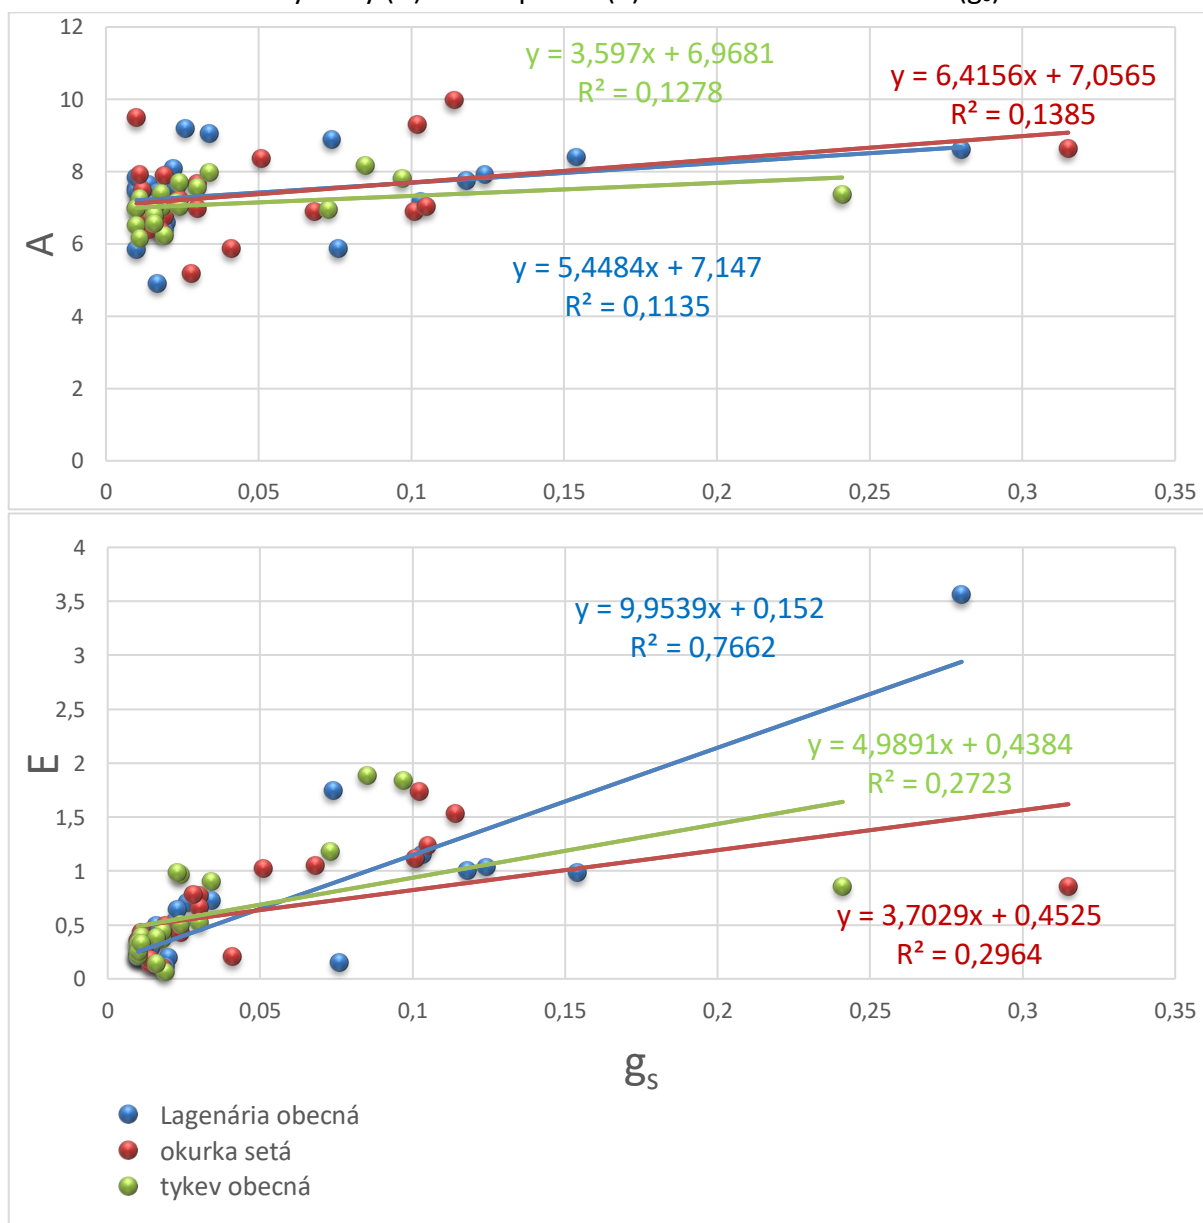 12
y = 3,597x + 6,9681
R² = 0,1278
y = 6,4156x + 7,0565
R² = 0,1385
10
8
6
A
y = 5,4484x + 7,147
R² = 0,1135
4
2
0
0 0,05 0,1 0,15 0,2 0,25 0,3 0,35
4
3,5
y = 9,9539x + 0,152
R² = 0,7662
3
2,5
y = 4,9891x + 0,4384
R² = 0,2723
2
E
1,5
1
y = 3,7029x + 0,4525
R² = 0,2964
0,5
0
0 0,05 0,1 0,15 0,2 0,25 0,3 0,35
gs
Lagenária obecná
okurka setá
tykev obecná